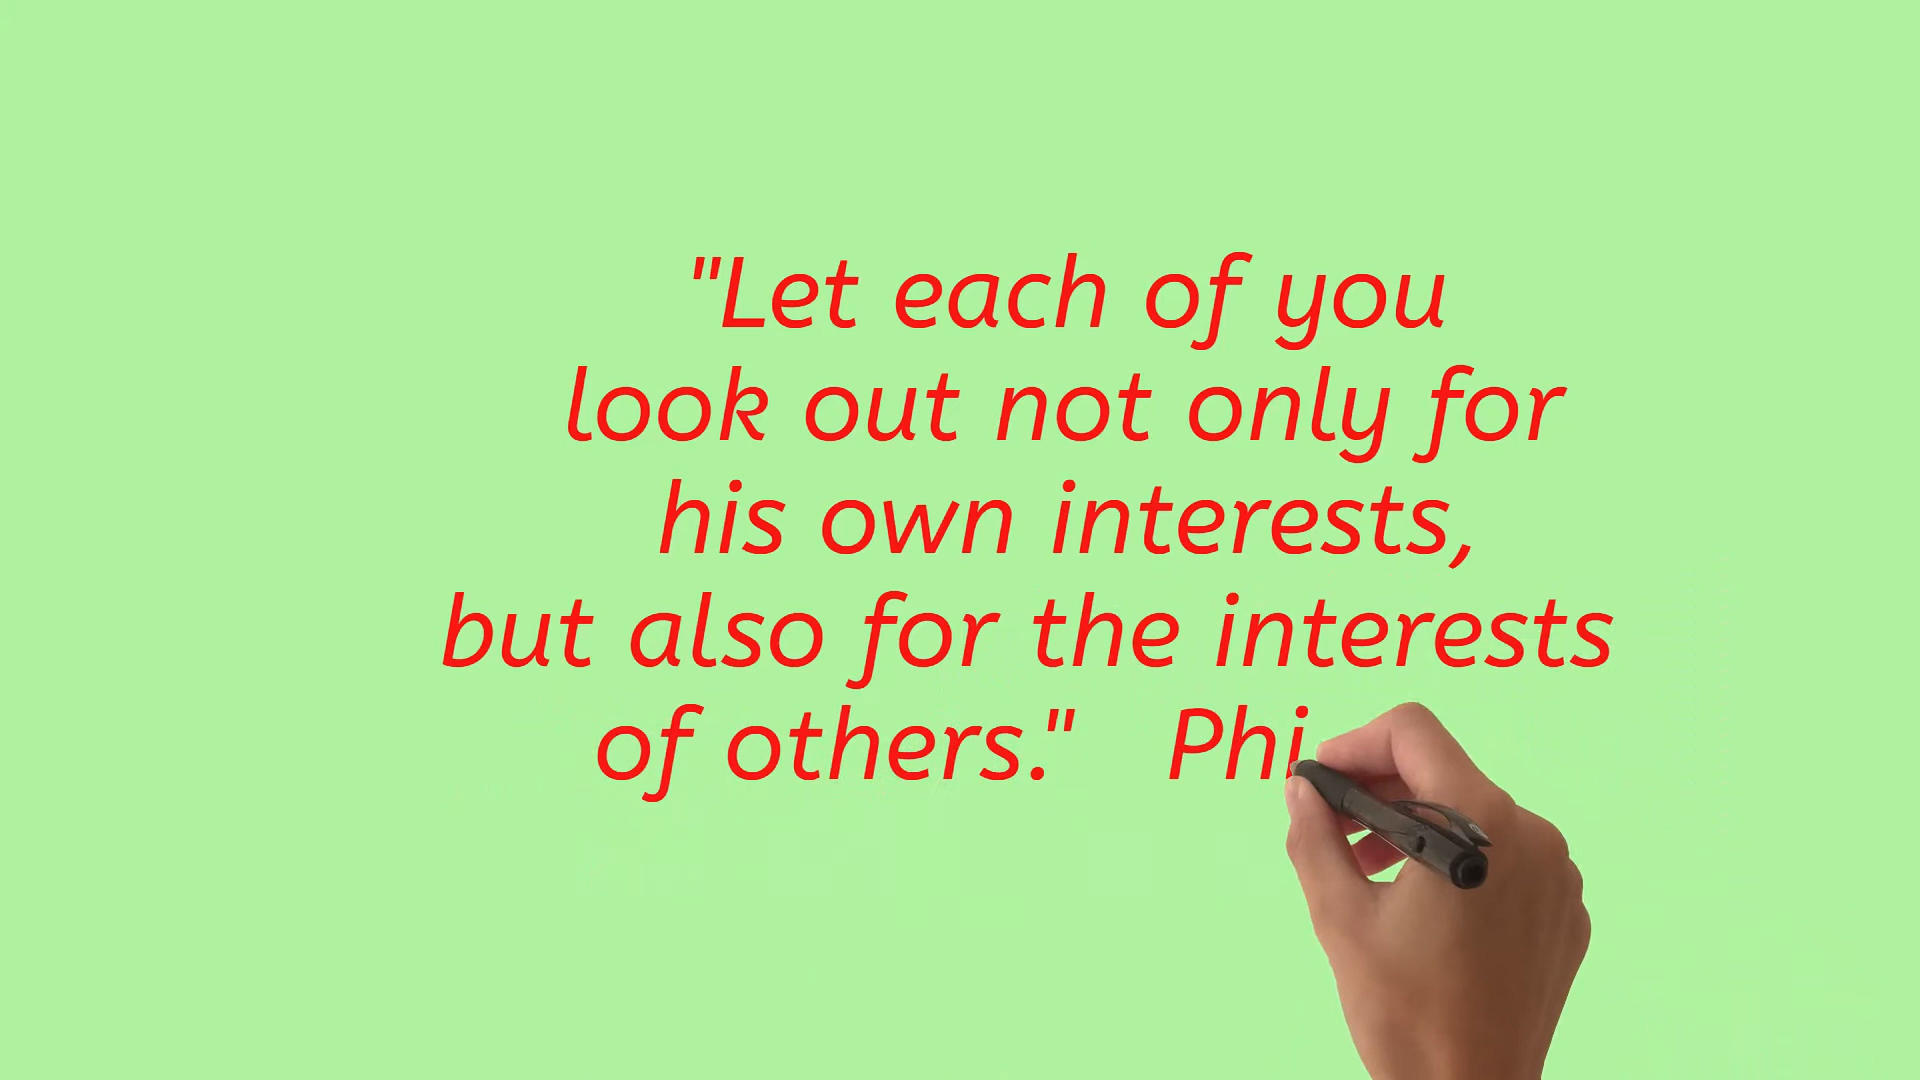 "Let each of you
look out not only for
his own interests,
but also for the interests
of others."   Phi